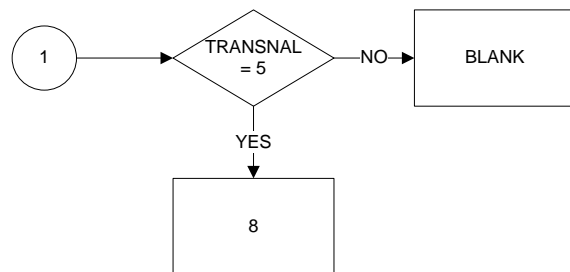 1
TRANSNAL
= 5
NO
BLANK
YES
8